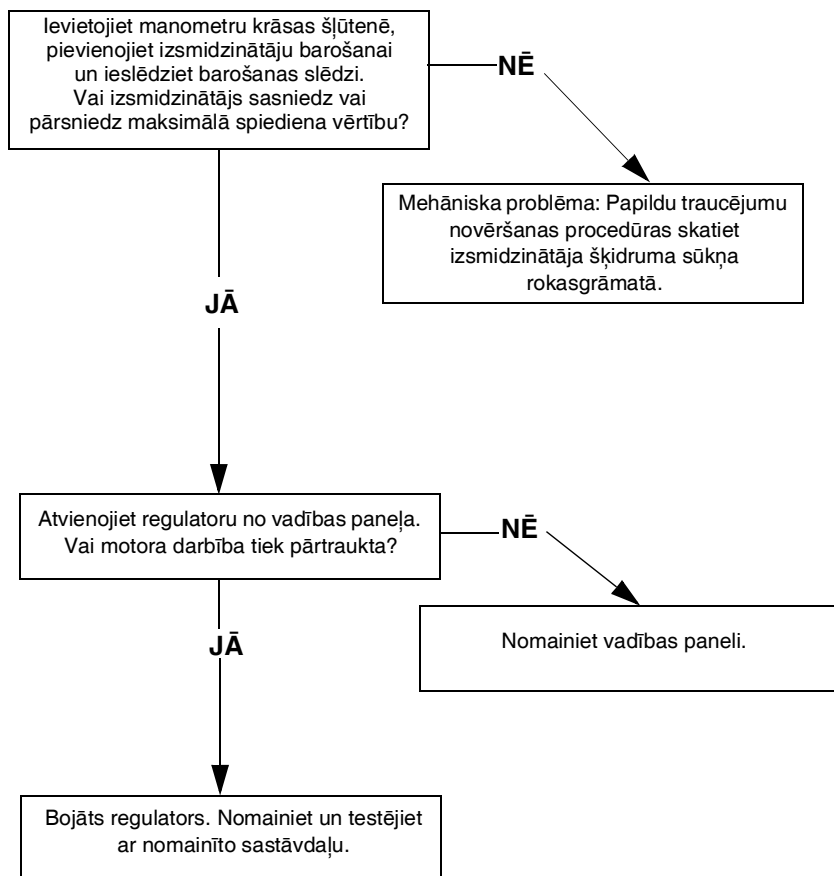 Ievietojiet manometru krāsas šļūtenē,
pievienojiet izsmidzinātāju barošanai
un ieslēdziet barošanas slēdzi.
Vai izsmidzinātājs sasniedz vai
pārsniedz maksimālā spiediena vērtību?
NĒ
Mehāniska problēma: Papildu traucējumu
novēršanas procedūras skatiet
izsmidzinātāja šķidruma sūkņa
rokasgrāmatā.
JĀ
Atvienojiet regulatoru no vadības paneļa.
Vai motora darbība tiek pārtraukta?
NĒ
Nomainiet vadības paneli.
JĀ
Bojāts regulators. Nomainiet un testējiet
ar nomainīto sastāvdaļu.